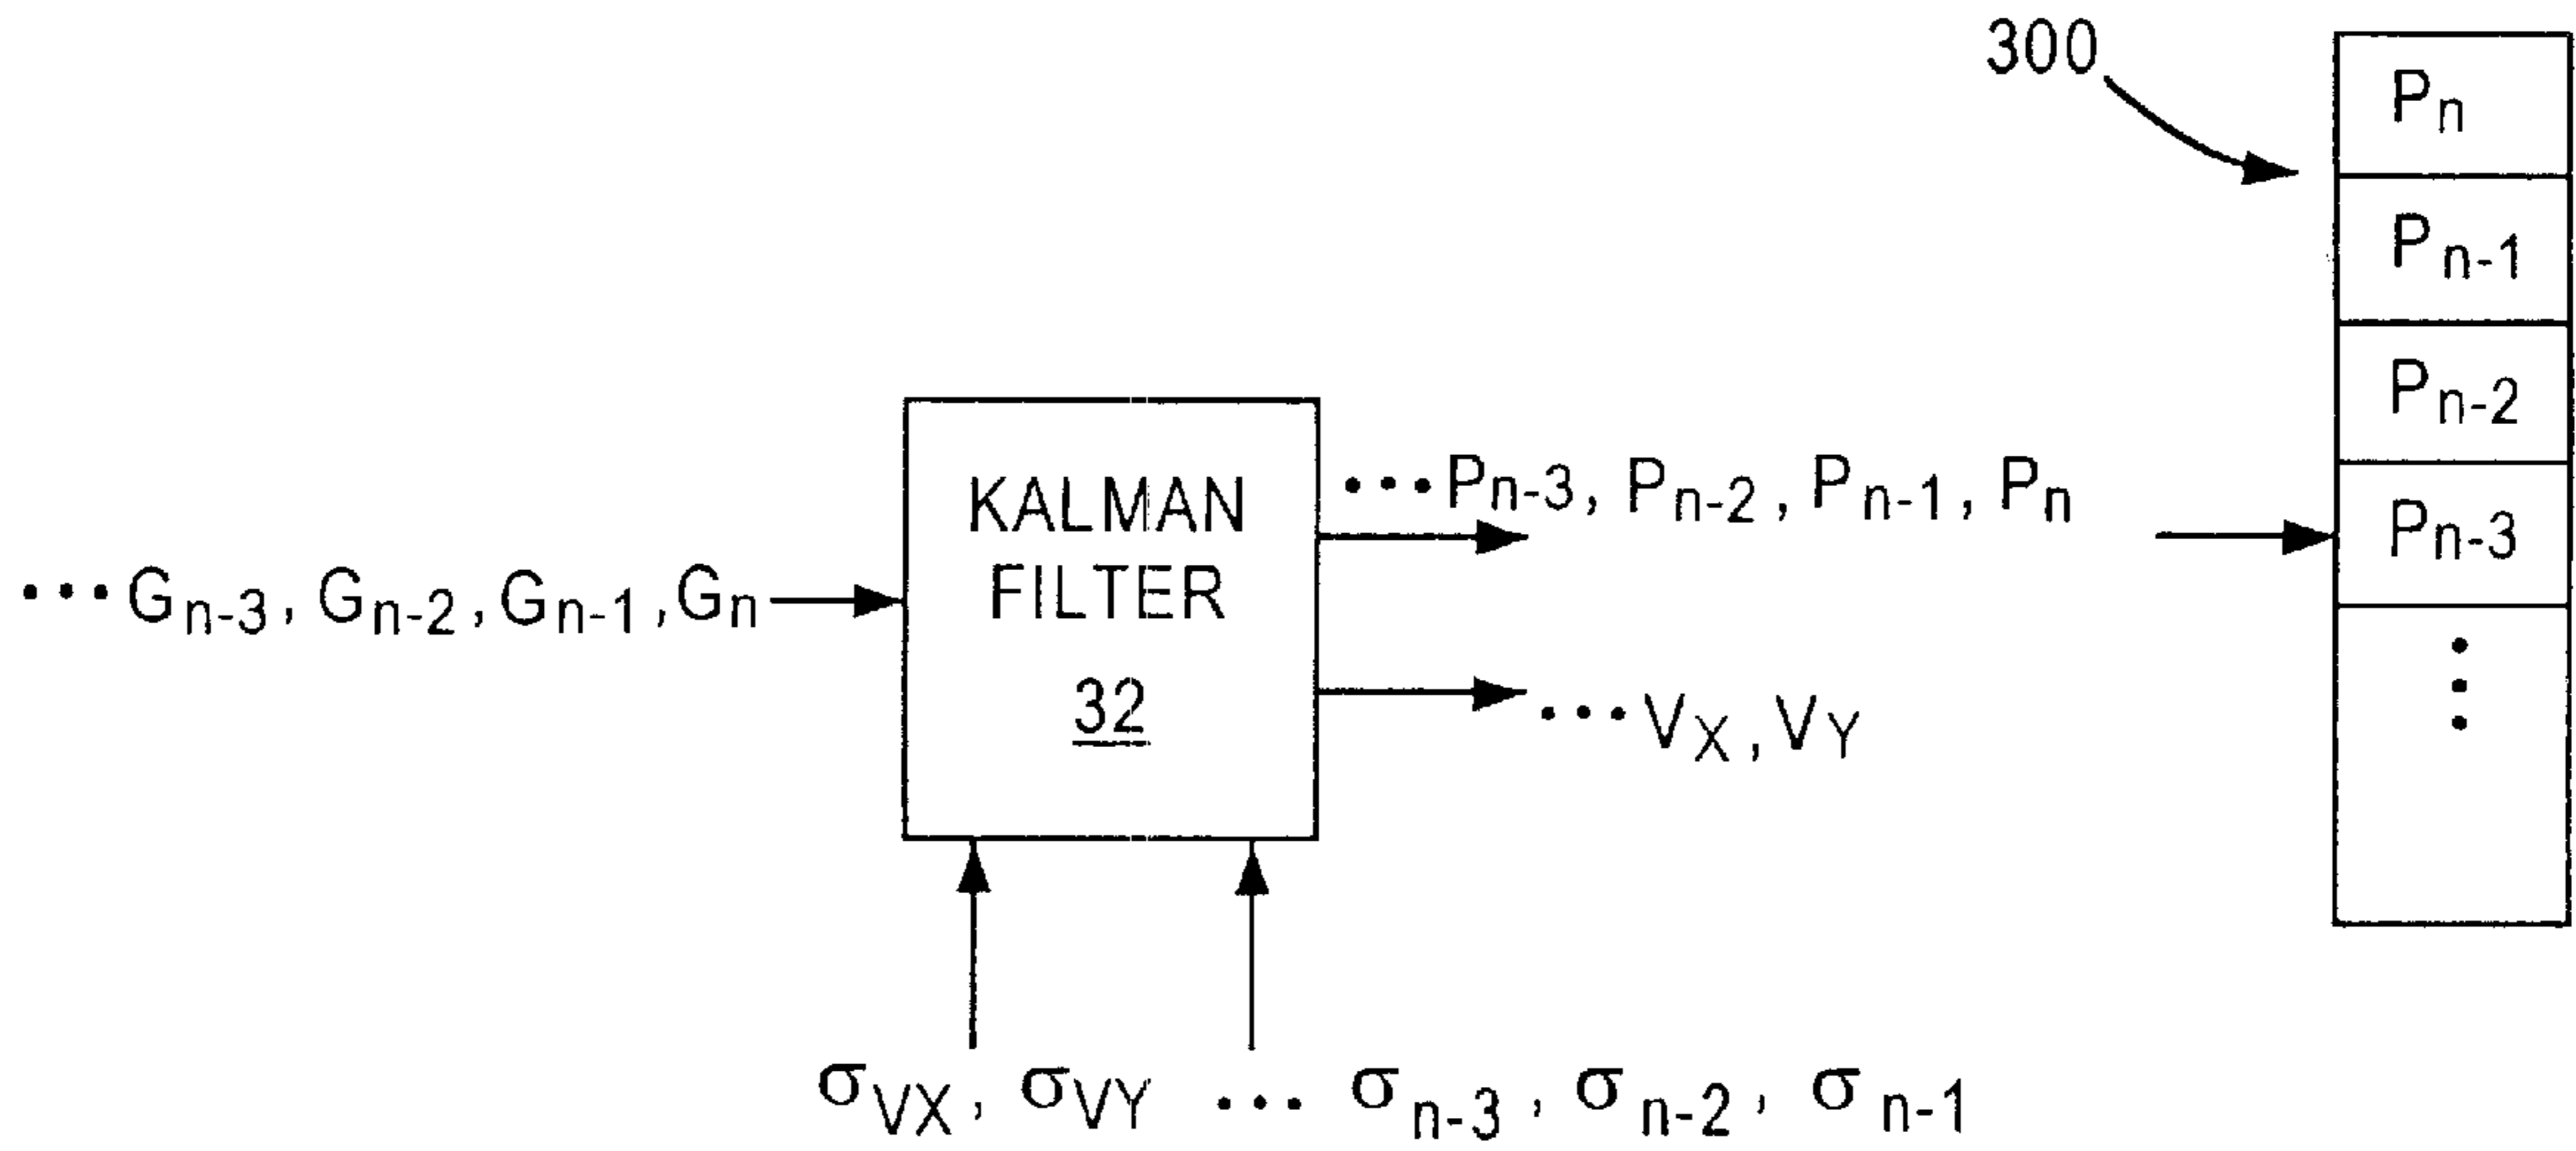 300
Pn
Pn-1
Pn-2
Pn-3
KALMAN
FILTER
32
•••Gn-3, Gn-2, Gn-1, Gn
•••Pn-3, Pn-2, Pn-1, Pn
•••VX, VY
σVX, σVY ••• σn-3, σn-2, σn-1